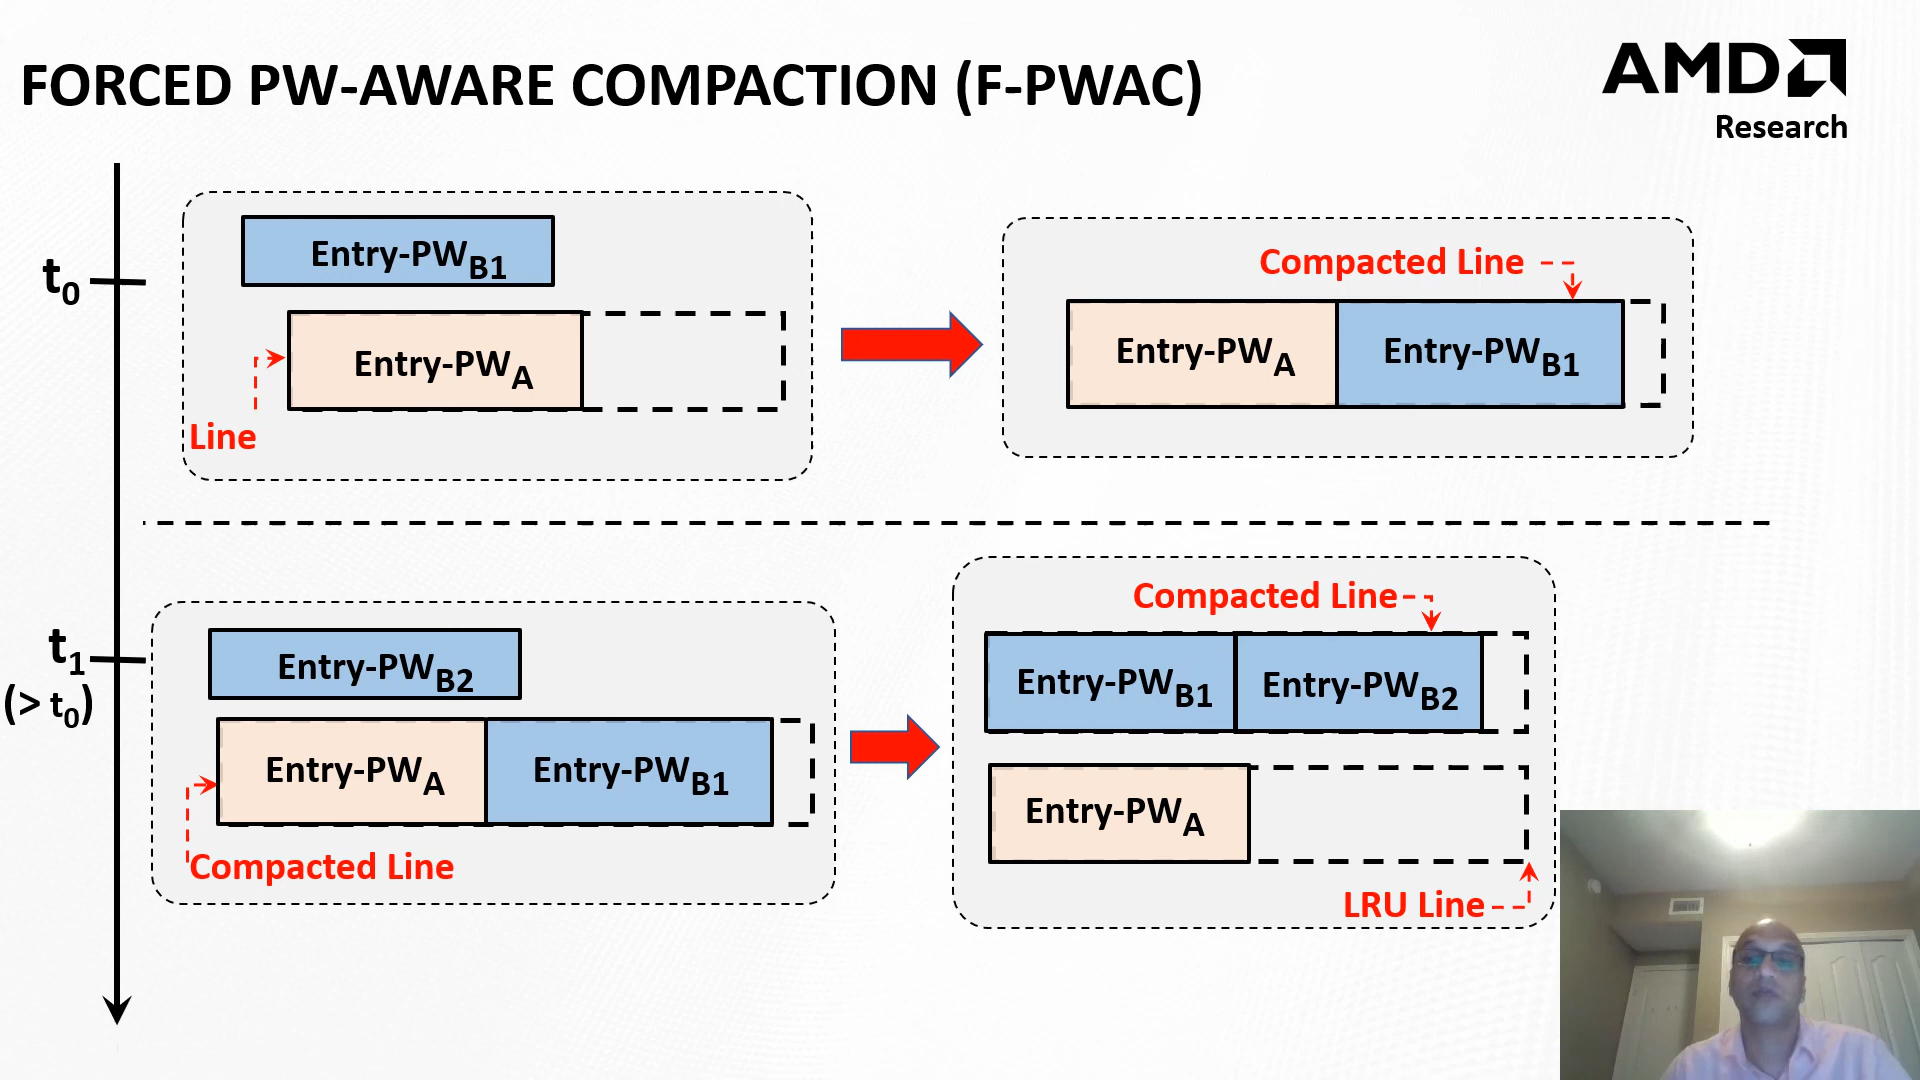 FORCED PW-AWARE COMPACTION (F-PWAC)
AMD
Research
t0
Entry-PWB1
Entry-PWA
Line
Compacted Line
Entry-PWA
Entry-PWB1
t1
(> t0)
Entry-PWB2
Entry-PWA
Entry-PWB1
Compacted Line
Compacted Line
Entry-PWB1
Entry-PWB2
Entry-PWA
LRU Line